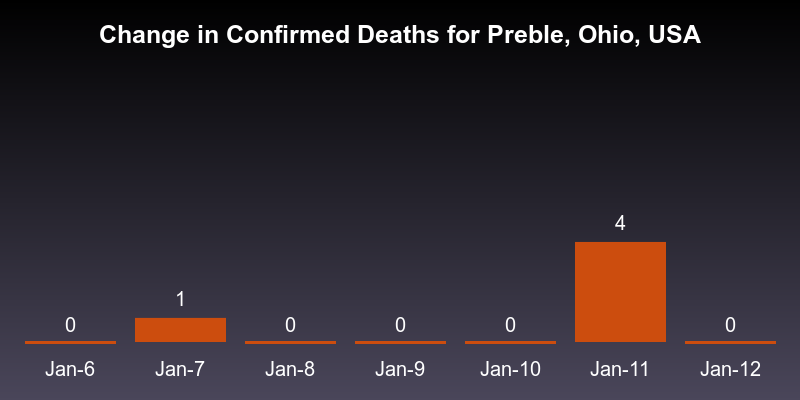 Change in Confirmed Deaths for Preble, Ohio, USA
4
1
0 0 0 0 0
Jan-6 Jan-7 Jan-8 Jan-9 Jan-10 Jan-11 Jan-12